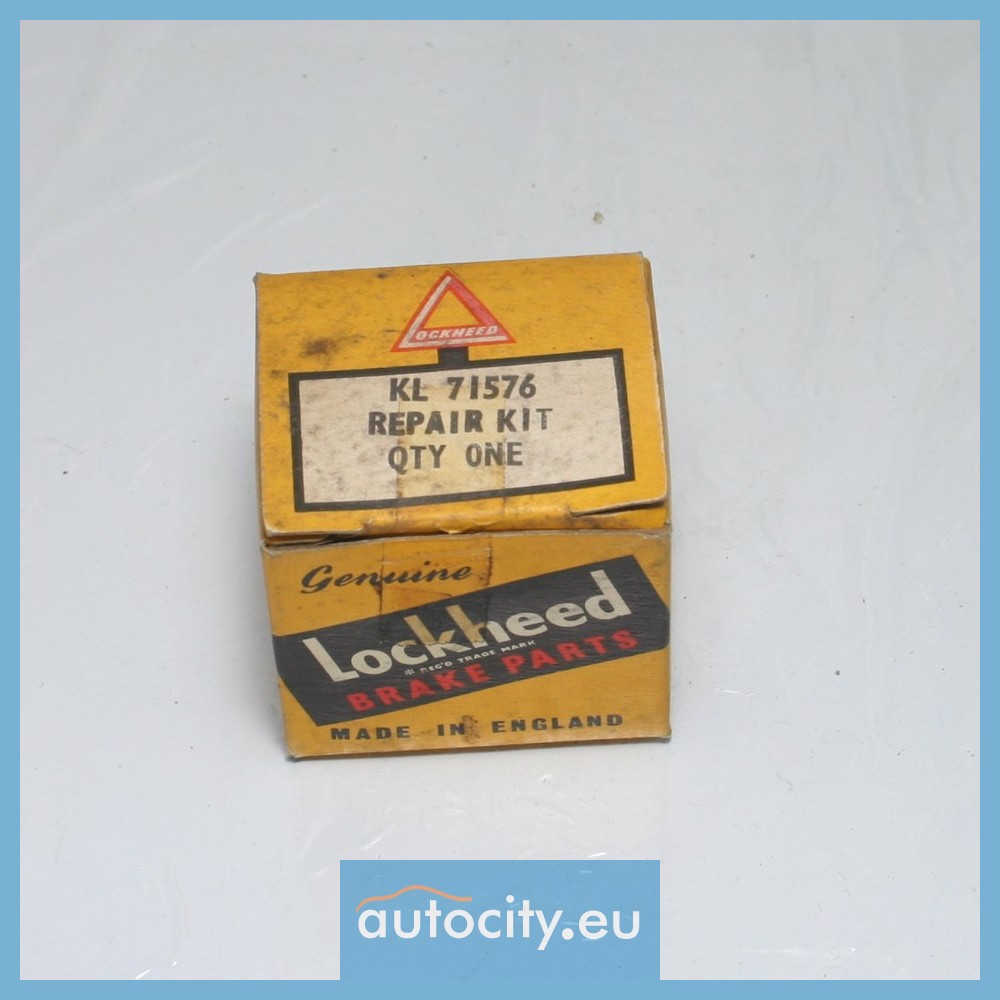 LOCKHEED
KL 71576
REPAIR KIT
QTY ONE
Genuine
Lockheed
* REG'D TRADE MARK
BRAKE PARTS
MADE IN ENGLAND
autocity.eu